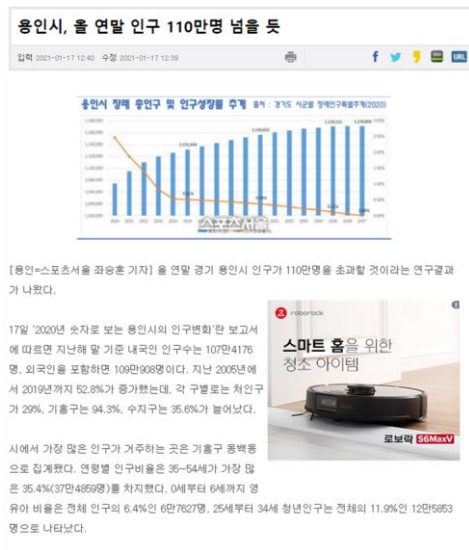 용인시, 올 연말 인구 110만명 넘을 듯
입력 2021-01-17 12:40 수정 2021-01-17 12:39
f
URL
용인시 장래 총인구 및 인구성장률 추계 출처 : 경기도 시군별 장래인구특별추계(2020)
스포츠서울
[용인=스포츠서울 좌승훈 기자] 올 연말 경기 용인시 인구가 110만명을 초과할 것이라는 연구결과
가 나왔다.
17일 '2020년 숫자로 보는 용인시의 인구변화'란 보고서
에 따르면 지난해 말 기준 내국인 인구수는 107만4176
명, 외국인을 포함하면 109만908명이다. 지난 2005년에
서 2019년까지 52.8%가 증가했는데, 각 구별로는 처인구
가 29%, 기흥구는 94.3%, 수지구는 35.6%가 늘어났다.
roborock
스마트 홈을 위한
청소 아이템
로보락 S6MaxV
시에서 가장 많은 인구가 거주하는 곳은 기흥구 동백동
으로 집계됐다. 연령별 인구비율은 35~54세가 가장 많
은 35.4%(37만4859명)를 차지했다. 0세부터 6세까지 영
유아 비율은 전체 인구의 6.4%인 6만7627명, 25세부터 34세 청년인구는 전체의 11.9%인 12만5853
명으로 나타났다.